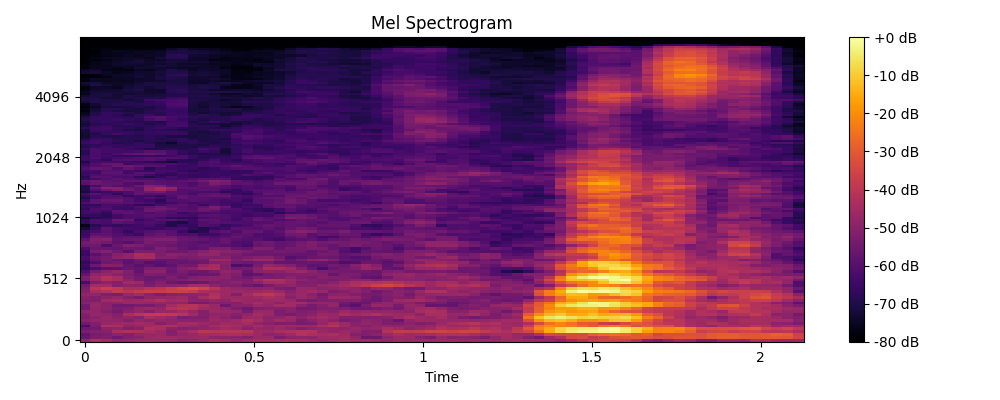 Mel Spectrogram
Hz
4096
2048
1024
512
0
0
0.5
1
1.5
2
Time
+0 dB
-10 dB
-20 dB
-30 dB
-40 dB
-50 dB
-60 dB
-70 dB
-80 dB